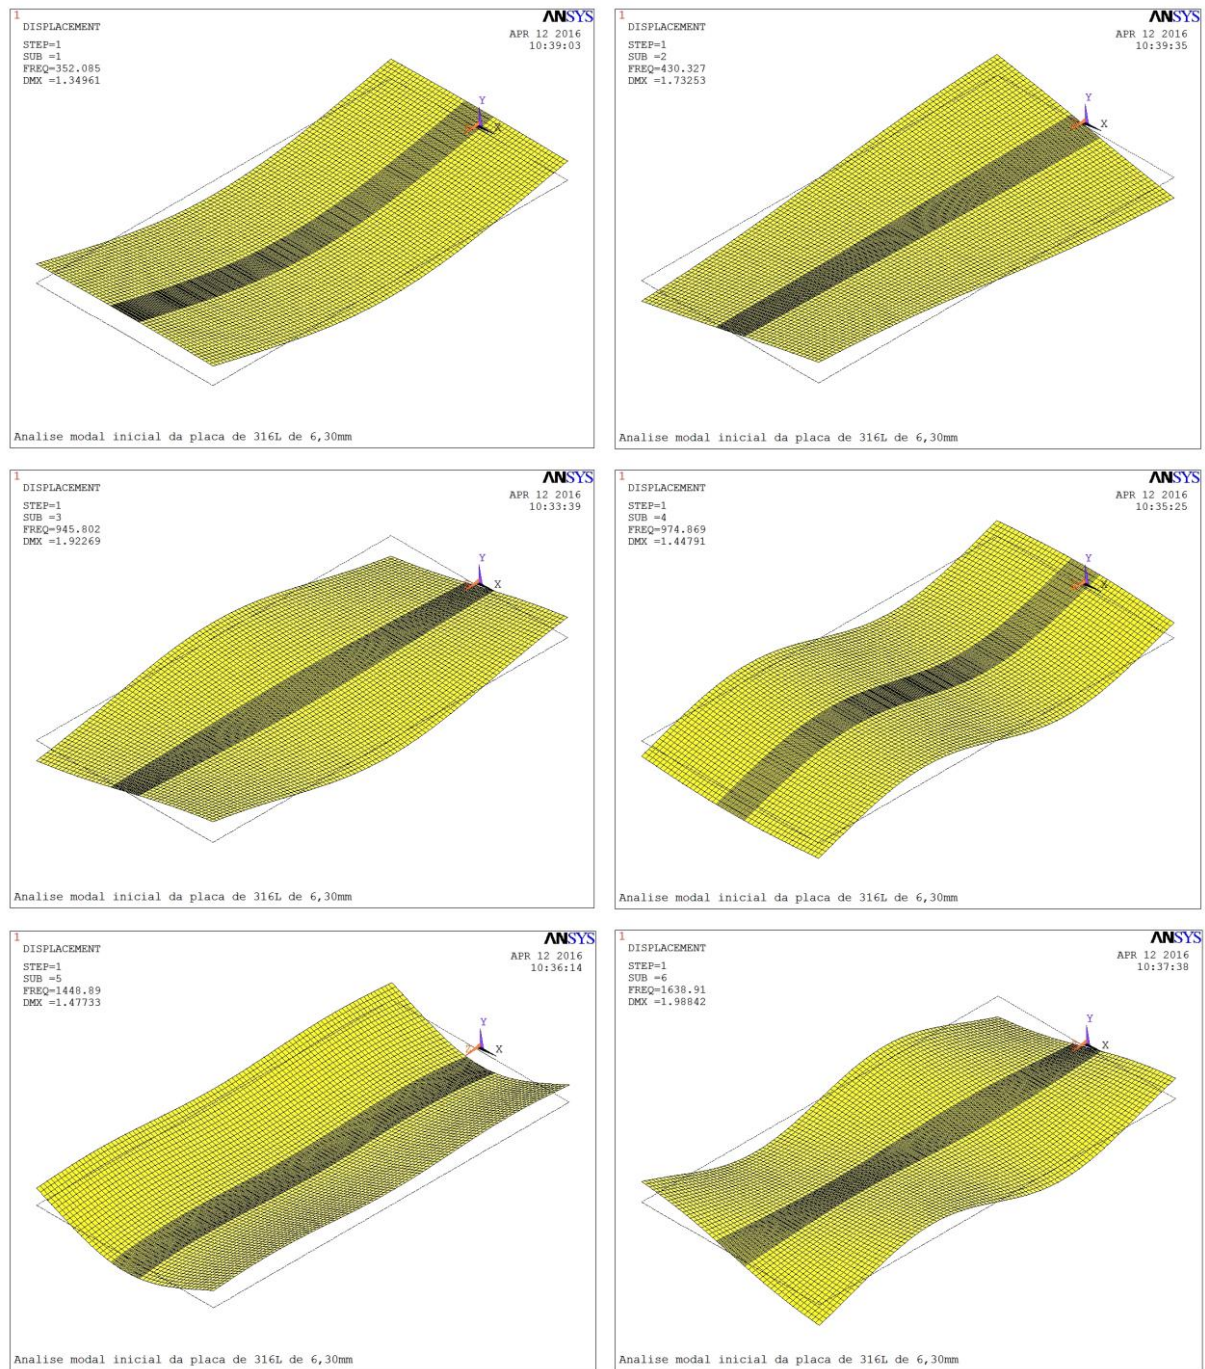 1
ANSYS
DISPLACEMENT
APR 12 2016
10:39:03
STEP=1
SUB =1
FREQ=352.085
DMX =1.34961
Y
X
Analise modal inicial da placa de 316L de 6,30mm
1
ANSYS
DISPLACEMENT
APR 12 2016
10:39:35
STEP=1
SUB =2
FREQ=430.327
DMX =1.73253
Y
X
Analise modal inicial da placa de 316L de 6,30mm
1
ANSYS
DISPLACEMENT
APR 12 2016
10:33:39
STEP=1
SUB =3
FREQ=945.802
DMX =1.92269
Y
X
Analise modal inicial da placa de 316L de 6,30mm
1
ANSYS
DISPLACEMENT
APR 12 2016
10:35:25
STEP=1
SUB =4
FREQ=974.869
DMX =1.44791
Y
X
Analise modal inicial da placa de 316L de 6,30mm
1
ANSYS
DISPLACEMENT
APR 12 2016
10:36:14
STEP=1
SUB =5
FREQ=1448.89
DMX =1.47733
Y
Z
X
Analise modal inicial da placa de 316L de 6,30mm
1
ANSYS
DISPLACEMENT
APR 12 2016
10:37:38
STEP=1
SUB =6
FREQ=1638.91
DMX =1.98842
Y
X
Analise modal inicial da placa de 316L de 6,30mm